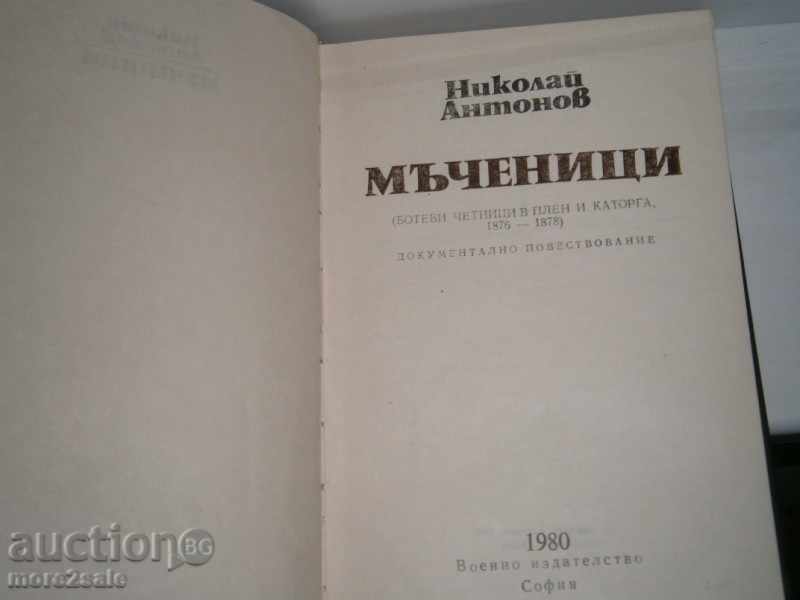 Николай
Антонов
МЪЧЕНИЦИ
(БОТЕВИ ЧЕТНИЦИ В ПЛЕН И КАТОРГА,
1876 — 1878)
ДОКУМЕНТАЛНО ПОВЕСТВОВАНИЕ
1980
Военно издателство
София
auction BG
more2sale